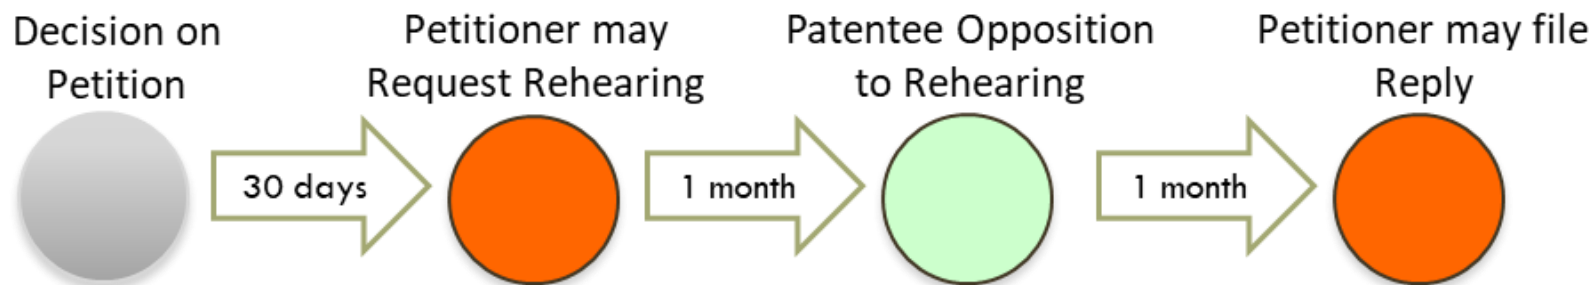 Decision on
Petition
Petitioner may
Request Rehearing
Patentee Opposition
to Rehearing
Petitioner may file
Reply
30 days
1 month
1 month